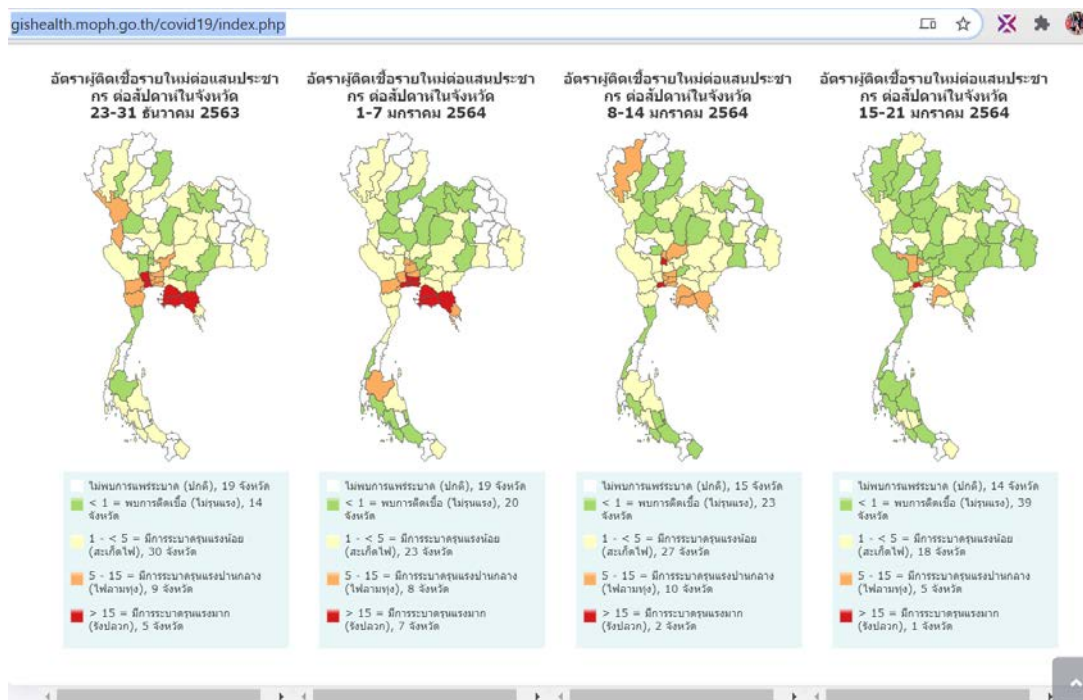 gishealth.moph.go.th/covid19/index.php
อัตราผู้ติดเชื้อรายใหม่ต่อแสนประชา
กร ต่อสัปดาห์ในจังหวัด
23-31 ธันวาคม 2563
ไม่พบการแพร่ระบาด (ปกติ), 19 จังหวัด
< 1 = พบการติดเชื้อ (ไม่รุนแรง), 14
จังหวัด
1 - < 5 = มีการระบาดรุนแรงน้อย
(สะเก็ดไฟ), 30 จังหวัด
5 - 15 = มีการระบาดรุนแรงปานกลาง
(ไฟลามทุ่ง), 9 จังหวัด
> 15 = มีการระบาดรุนแรงมาก
(รังปลวก), 5 จังหวัด
อัตราผู้ติดเชื้อรายใหม่ต่อแสนประชา
กร ต่อสัปดาห์ในจังหวัด
1-7 มกราคม 2564
ไม่พบการแพร่ระบาด (ปกติ), 19 จังหวัด
< 1 = พบการติดเชื้อ (ไม่รุนแรง), 20
จังหวัด
1 - < 5 = มีการระบาดรุนแรงน้อย
(สะเก็ดไฟ), 23 จังหวัด
5 - 15 = มีการระบาดรุนแรงปานกลาง
(ไฟลามทุ่ง), 8 จังหวัด
> 15 = มีการระบาดรุนแรงมาก
(รังปลวก), 7 จังหวัด
อัตราผู้ติดเชื้อรายใหม่ต่อแสนประชา
กร ต่อสัปดาห์ในจังหวัด
8-14 มกราคม 2564
ไม่พบการแพร่ระบาด (ปกติ), 15 จังหวัด
< 1 = พบการติดเชื้อ (ไม่รุนแรง), 23
จังหวัด
1 - < 5 = มีการระบาดรุนแรงน้อย
(สะเก็ดไฟ), 27 จังหวัด
5 - 15 = มีการระบาดรุนแรงปานกลาง
(ไฟลามทุ่ง), 10 จังหวัด
> 15 = มีการระบาดรุนแรงมาก
(รังปลวก), 2 จังหวัด
อัตราผู้ติดเชื้อรายใหม่ต่อแสนประชา
กร ต่อสัปดาห์ในจังหวัด
15-21 มกราคม 2564
ไม่พบการแพร่ระบาด (ปกติ), 14 จังหวัด
< 1 = พบการติดเชื้อ (ไม่รุนแรง), 39
จังหวัด
1 - < 5 = มีการระบาดรุนแรงน้อย
(สะเก็ดไฟ), 18 จังหวัด
5 - 15 = มีการระบาดรุนแรงปานกลาง
(ไฟลามทุ่ง), 5 จังหวัด
> 15 = มีการระบาดรุนแรงมาก
(รังปลวก), 1 จังหวัด